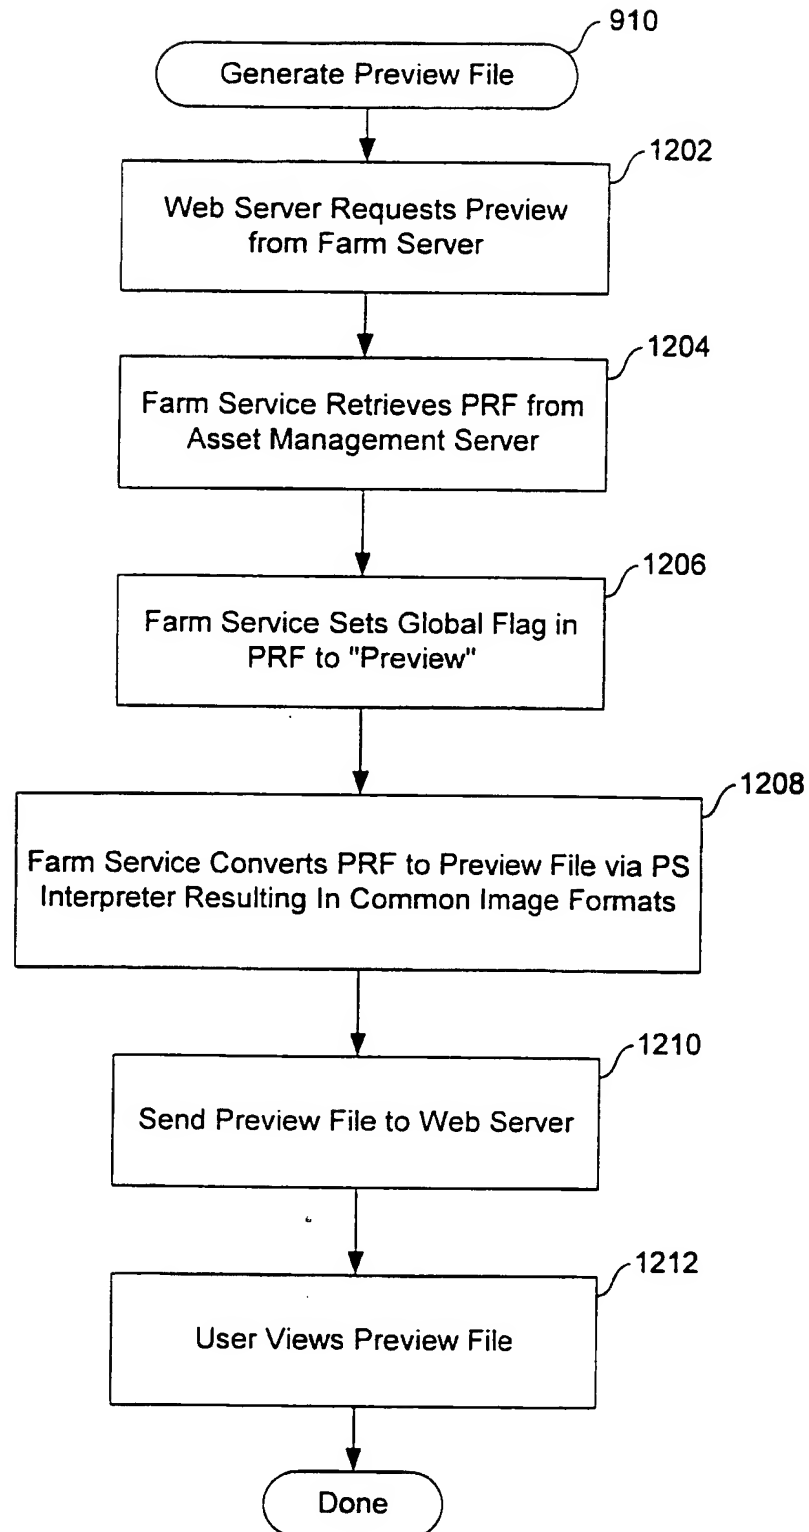 910
Generate Preview File
1202
Web Server Requests Preview
from Farm Server
1204
Farm Service Retrieves PRF from
Asset Management Server
1206
Farm Service Sets Global Flag in
PRF to "Preview"
1208
Farm Service Converts PRF to Preview File via PS
Interpreter Resulting In Common Image Formats
1210
Send Preview File to Web Server
1212
User Views Preview File
Done